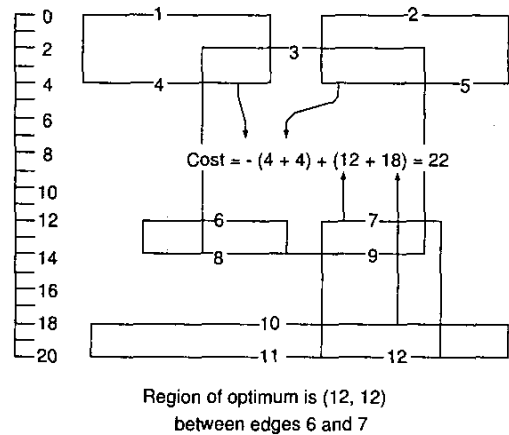 0 1 2
2 3
4 4 5
6
8 Cost = - (4 + 4) + (12 + 18) = 22
10
12 6 7
14 8 9
16
18 10
20 11 12
Region of optimum is (12, 12)
between edges 6 and 7